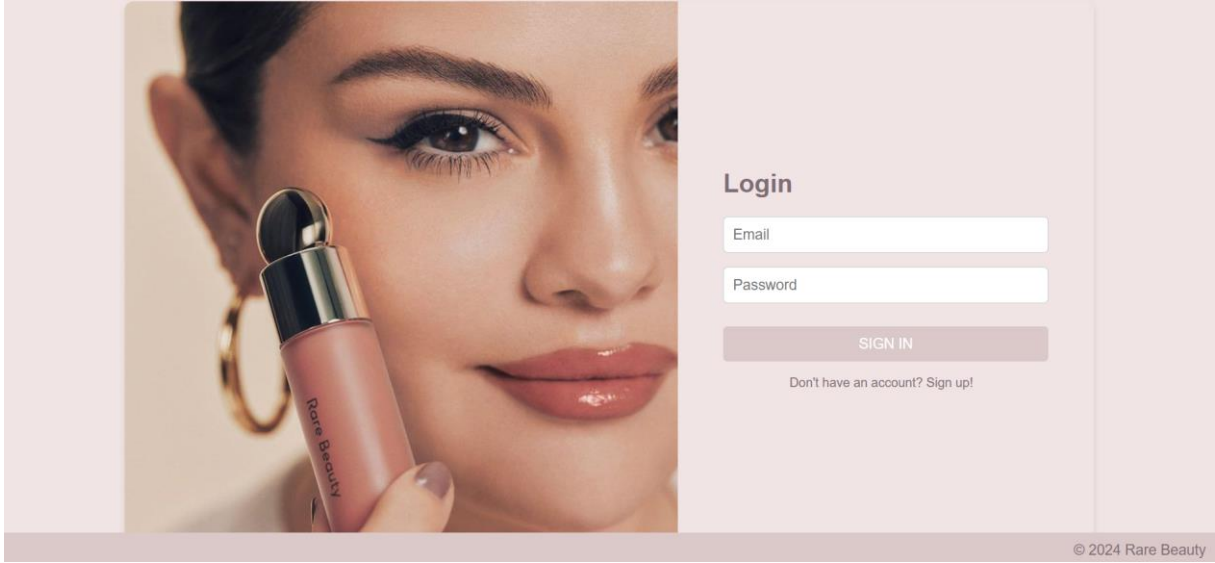 Rare Beauty
Login
Email
Password
SIGN IN
Don't have an account? Sign up!
© 2024 Rare Beauty